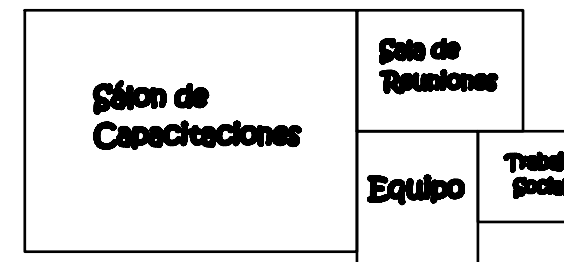 Sálon de
Capacitaciones
Sala de
Reuniones
Equipo